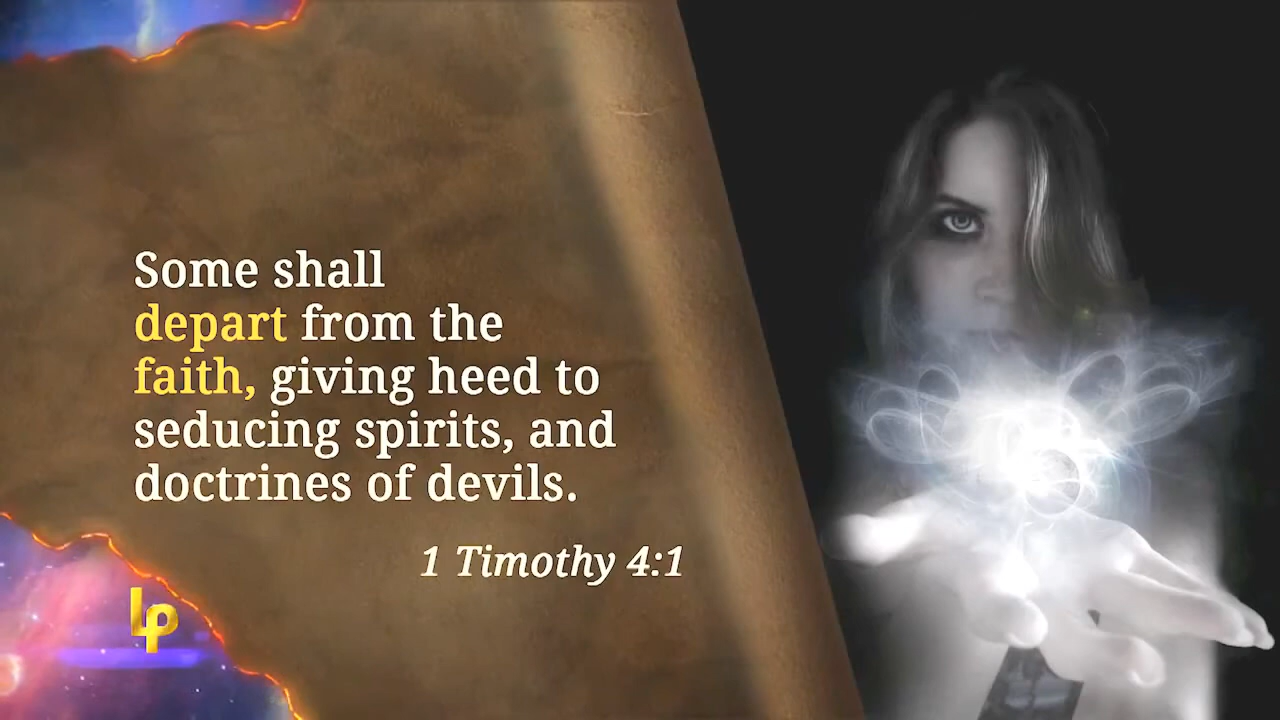 Some shall
depart from the
faith, giving heed to
seducing spirits, and
doctrines of devils.
1 Timothy 4:1
LP